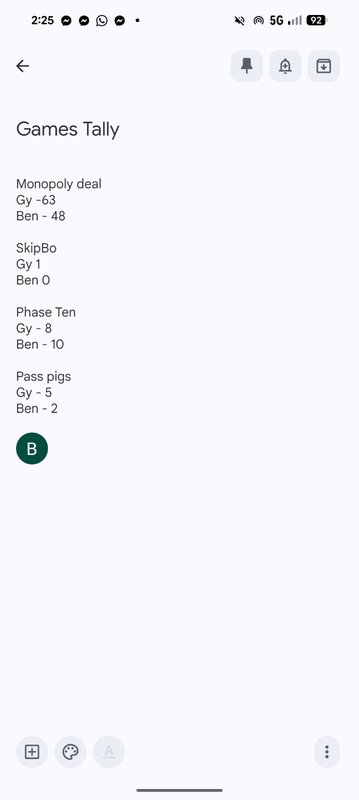 2:25
5G
92
Games Tally
Monopoly deal
Gy -63
Ben - 48
SkipBo
Gy 1
Ben 0
Phase Ten
Gy - 8
Ben - 10
Pass pigs
Gy - 5
Ben - 2
B
A